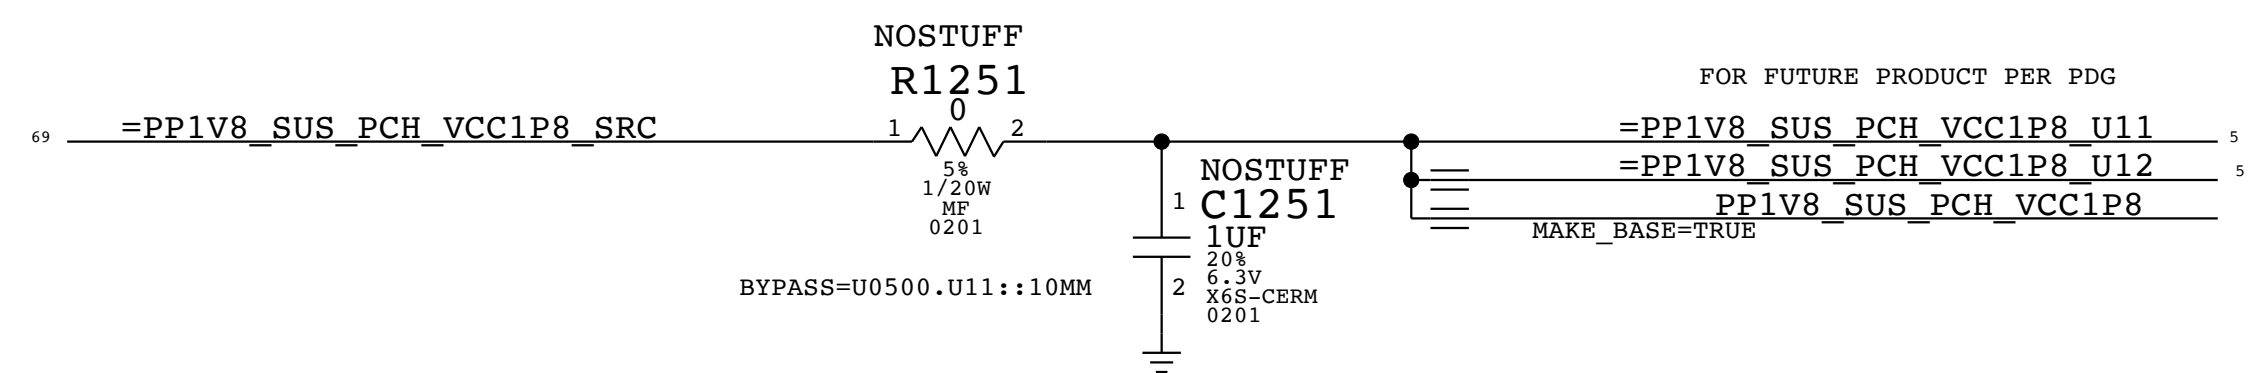 NOSTUFF
R1251
0
FOR FUTURE PRODUCT PER PDG
69 =PP1V8_SUS_PCH_VCC1P8_SRC 1 2 =PP1V8_SUS_PCH_VCC1P8_U11 5
5%
1/20W
MF
0201
NOSTUFF
=PP1V8_SUS_PCH_VCC1P8_U12 5
1 C1251
PP1V8_SUS_PCH_VCC1P8
1UF
MAKE_BASE=TRUE
20%
6.3V
X6S-CERM
0201
BYPASS=U0500.U11::10MM 2